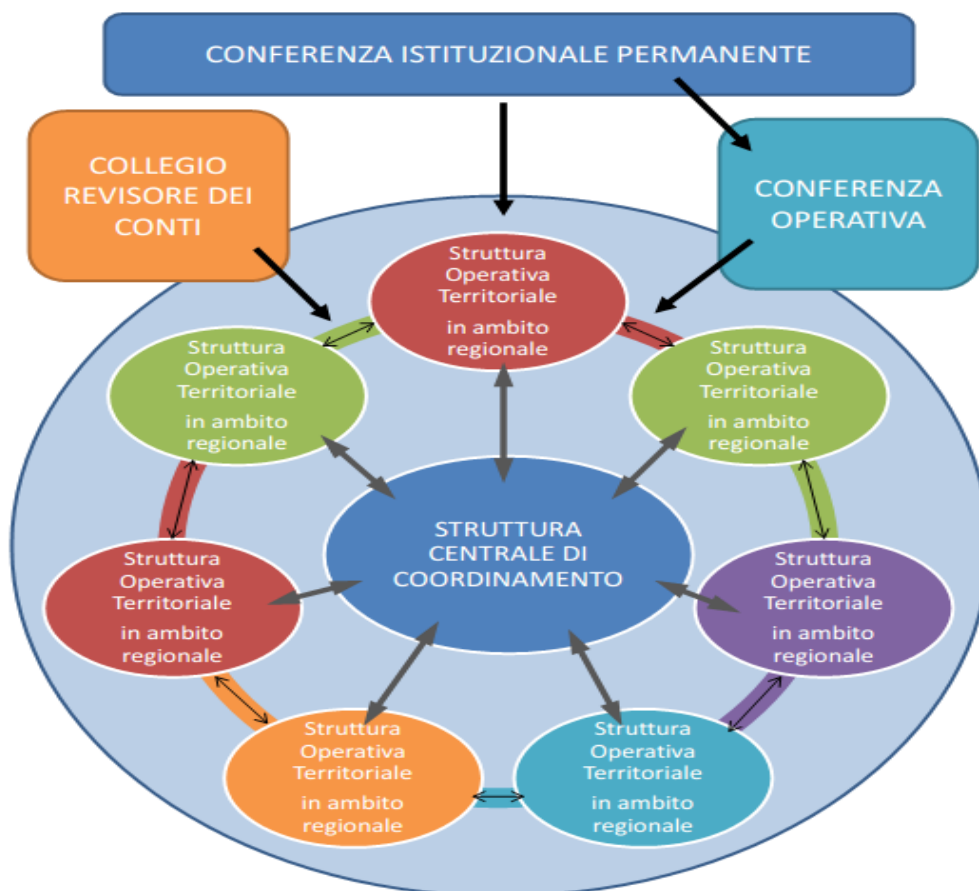 CONFERENZA ISTITUZIONALE PERMANENTE
COLLEGIO
REVISORE DEI
CONTI
CONFERENZA
OPERATIVA
Struttura
Operativa
Territoriale
in ambito
regionale
Struttura
Operativa
Territoriale
in ambito
regionale
Struttura
Operativa
Territoriale
in ambito
regionale
STRUTTURA
CENTRALE DI
COORDINAMENTO
Struttura
Operativa
Territoriale
in ambito
regionale
Struttura
Operativa
Territoriale
in ambito
regionale
Struttura
Operativa
Territoriale
in ambito
regionale
Struttura
Operativa
Territoriale
in ambito
regionale